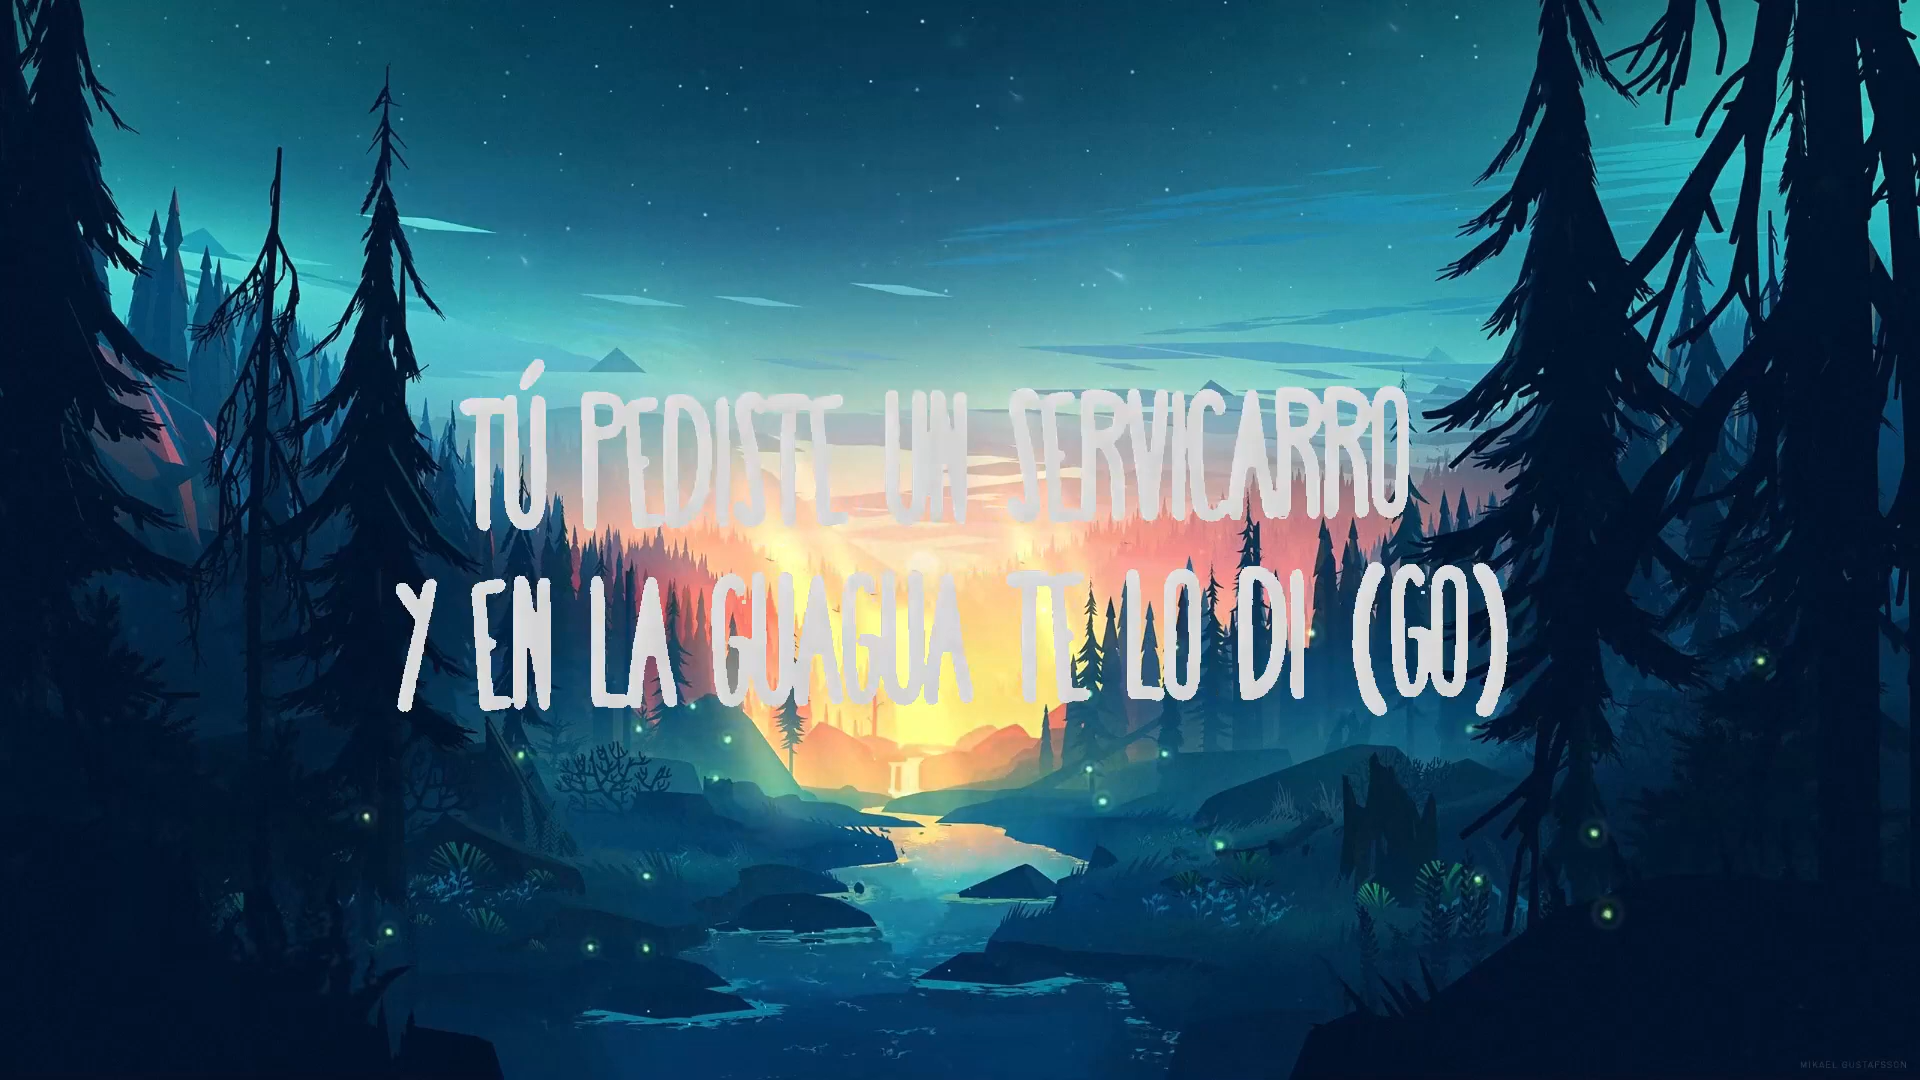 TÚ PEDISTE UN SERVICARRO
Y EN LA GUAGUA TE LO DI (GO)
MIKAEL GUSTAFSSON